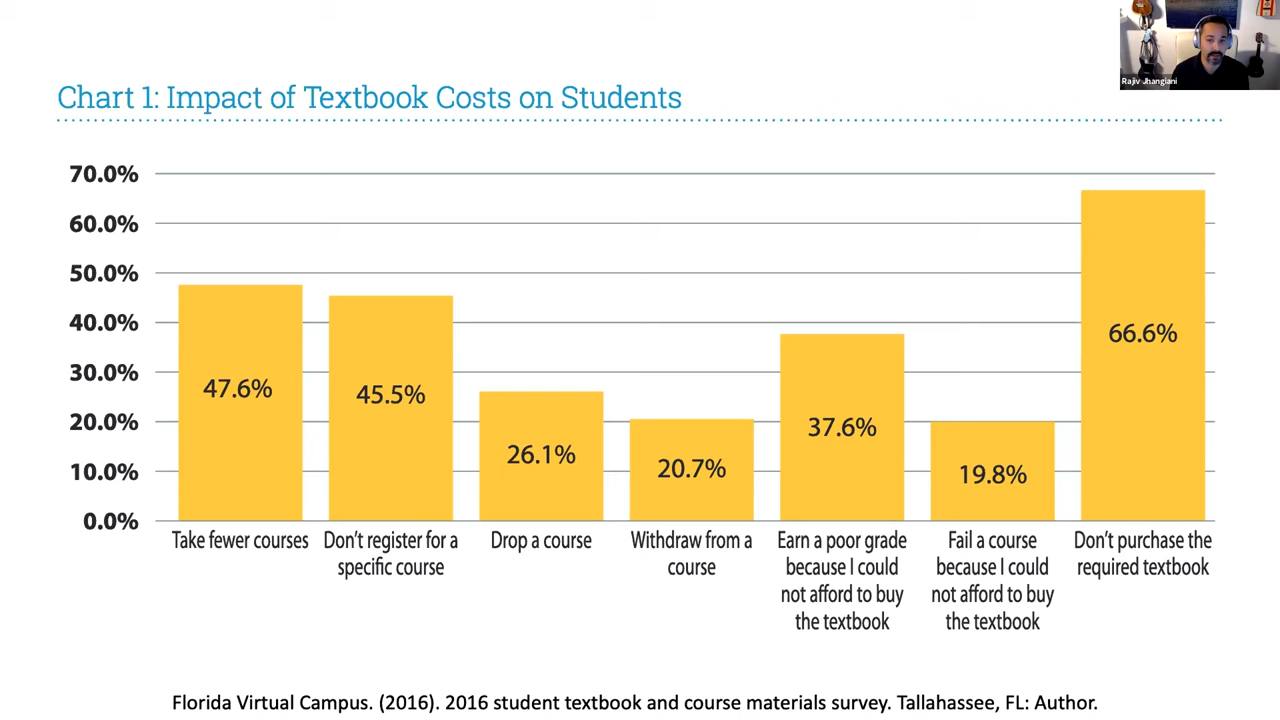 Rajiv Jhangiani
Chart 1: Impact of Textbook Costs on Students
70.0%
60.0%
50.0%
40.0%
30.0%
20.0%
10.0%
0.0%
47.6%
45.5%
26.1%
20.7%
37.6%
19.8%
66.6%
Take fewer courses
Don’t register for a
specific course
Drop a course
Withdraw from a
course
Earn a poor grade
because I could
not afford to buy
the textbook
Fail a course
because I could
not afford to buy
the textbook
Don’t purchase the
required textbook
Florida Virtual Campus. (2016). 2016 student textbook and course materials survey. Tallahassee, FL: Author.